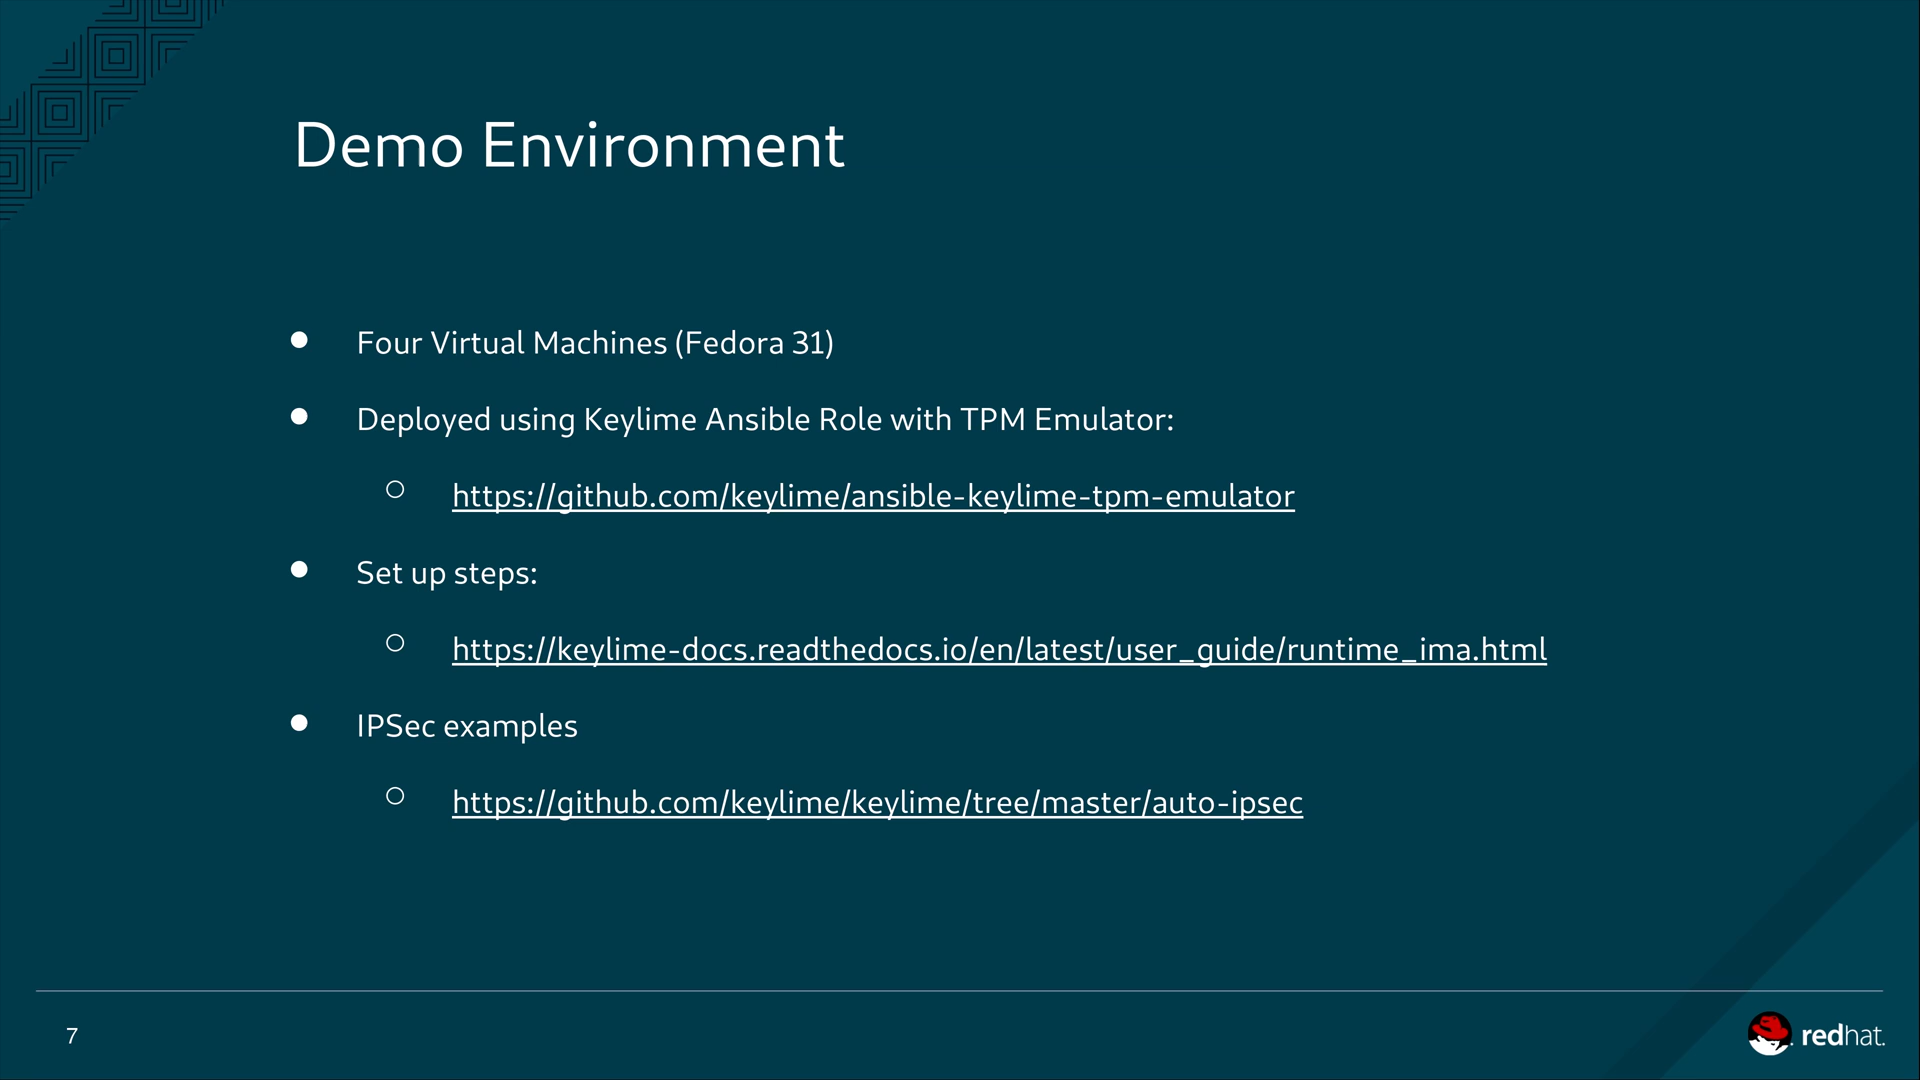 Demo Environment
● Four Virtual Machines (Fedora 31)
● Deployed using Keylime Ansible Role with TPM Emulator:
○ https://github.com/keylime/ansible-keylime-tpm-emulator
● Set up steps:
○ https://keylime-docs.readthedocs.io/en/latest/user_guide/runtime_ima.html
● IPSec examples
○ https://github.com/keylime/keylime/tree/master/auto-ipsec
7
redhat.